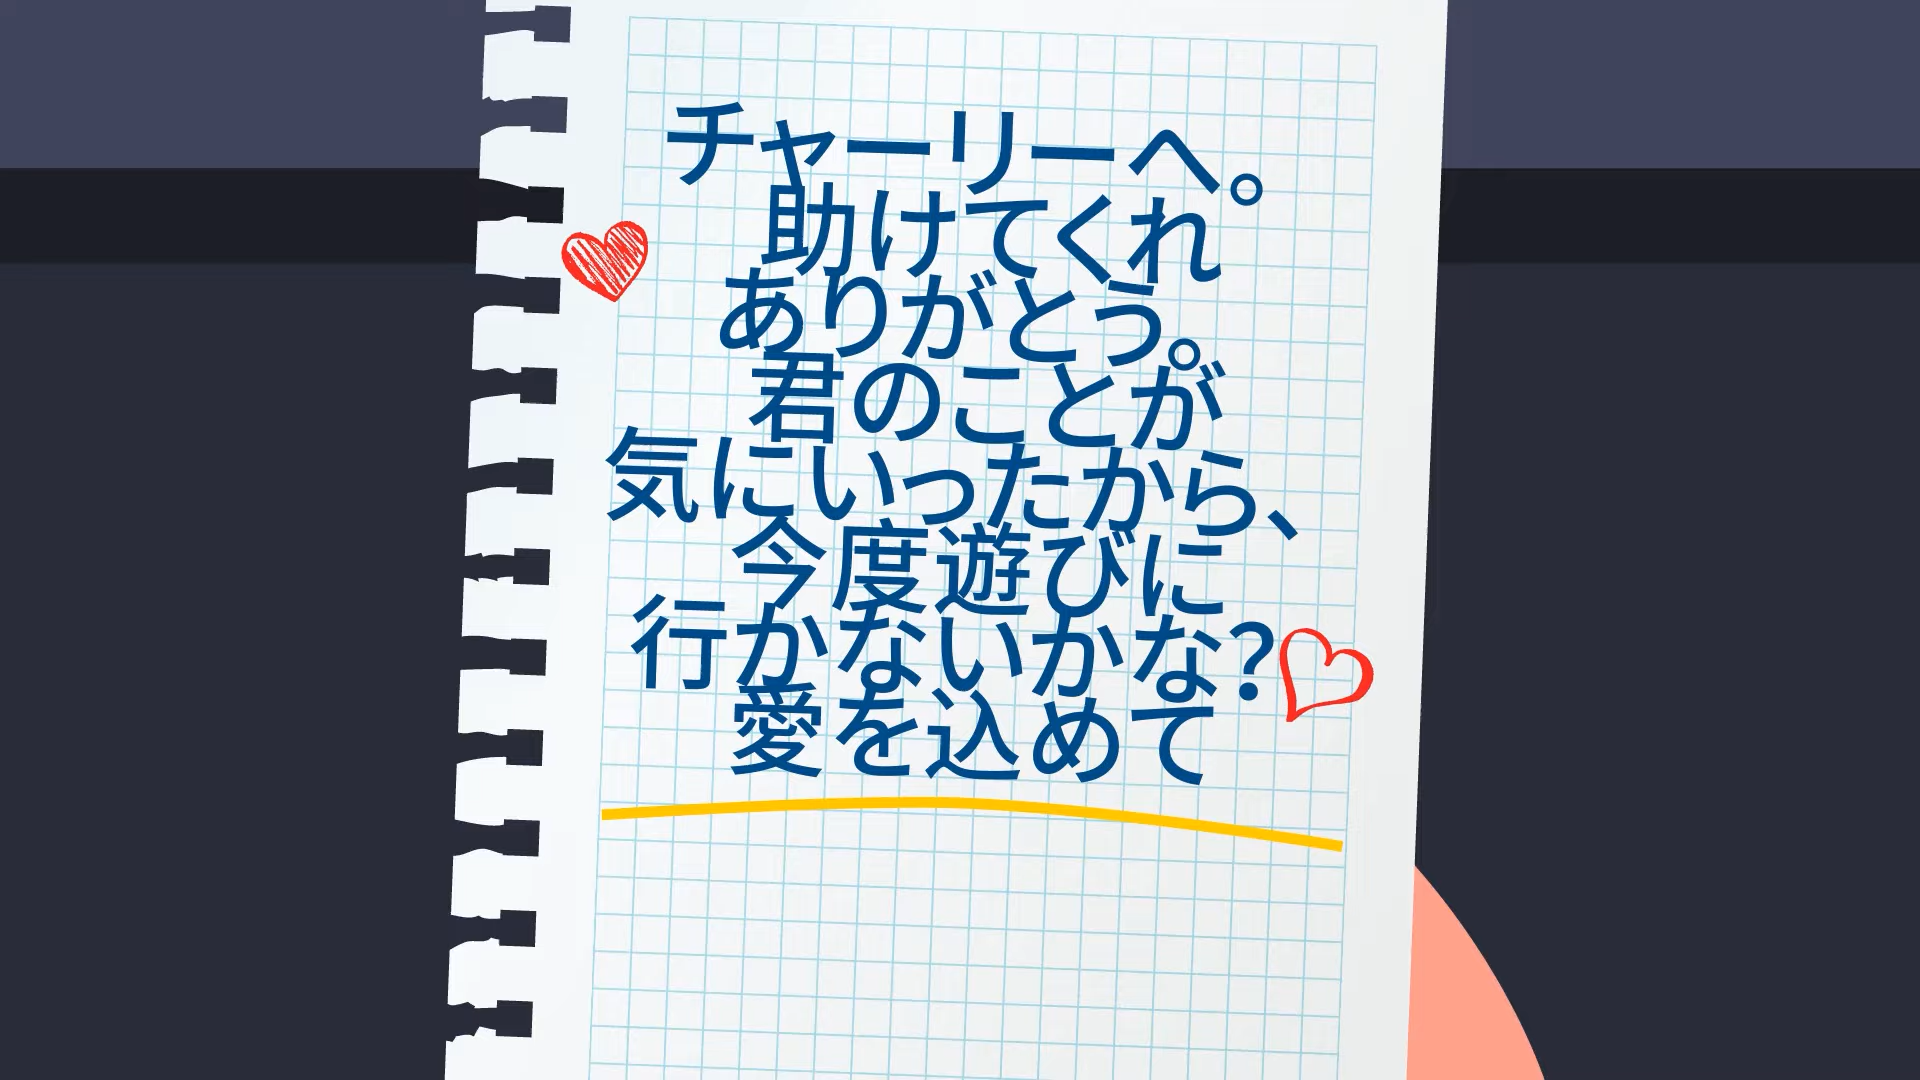 チャーリーへ。
助けてくれ
ありがとう。
君のことが
気にいったから、
今度遊びに
行かないかな?
愛を込めて